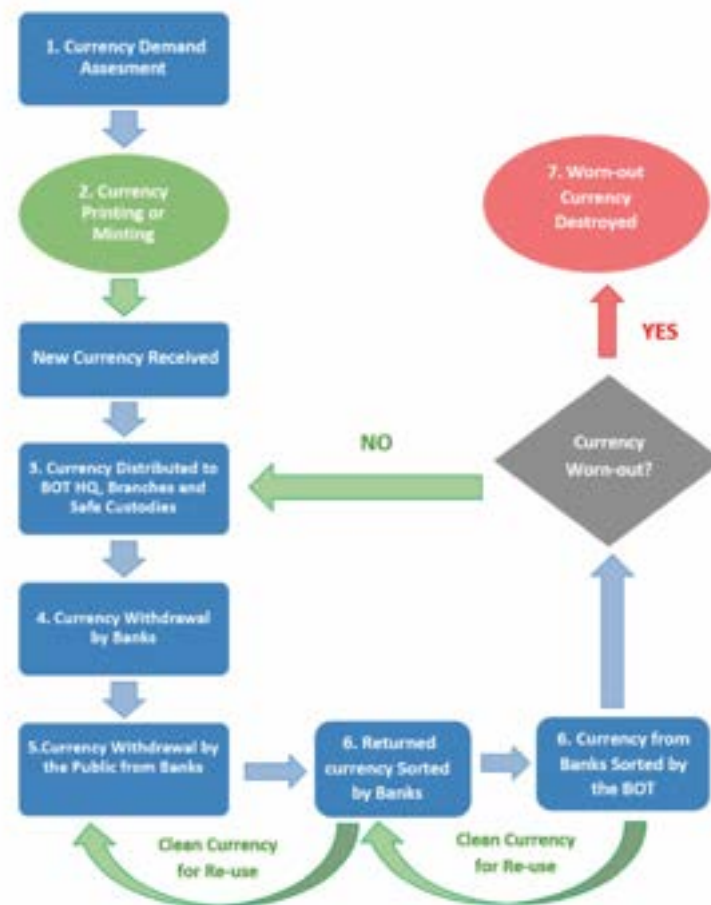 1. Currency Demand
Assesment
2. Currency
Printing or
Minting
New Currency Received
3. Currency Distributed to
BOT HQ, Branches and
Safe Custodies
4. Currency Withdrawal
by Banks
5.Currency Withdrawal by
the Public from Banks
6. Returned
currency Sorted
by Banks
6. Currency from
Banks Sorted by
the BOT
Clean Currency
for Re-use
Clean Currency
for Re-use
Currency
Worn-out?
NO
YES
7. Worn-out
Currency
Destroyed